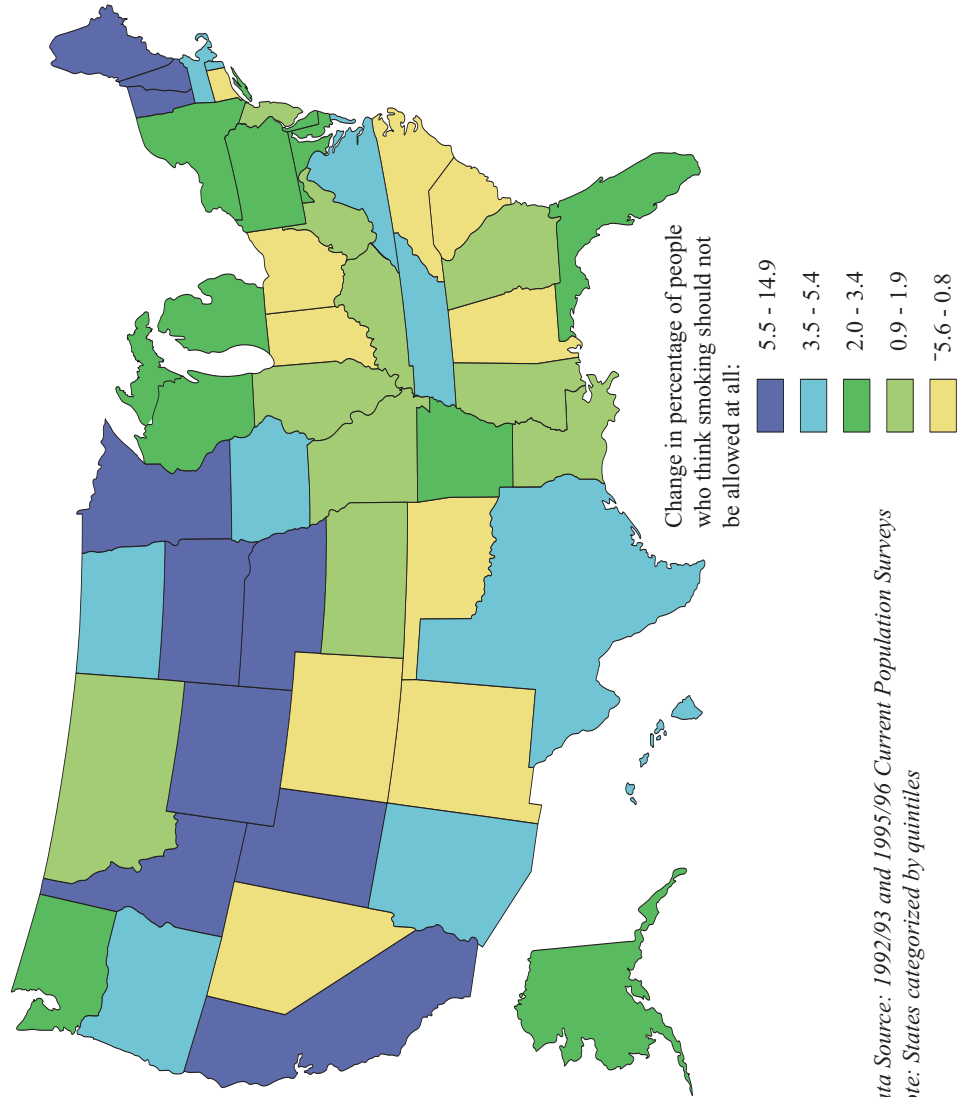 Change in percentage of people
who think smoking should not
be allowed at all:
5.5 - 14.9
3.5 - 5.4
2.0 - 3.4
0.9 - 1.9
-5.6 - 0.8
ata Source: 1992/93 and 1995/96 Current Population Surveys
ote: States categorized by quintiles